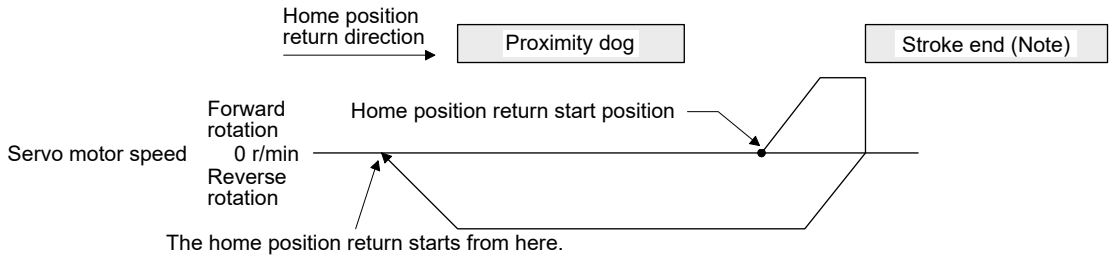 Home position
return direction
Proximity dog
Stroke end (Note)
Forward
rotation
Home position return start position
Servo motor speed 0 r/min
Reverse
rotation
The home position return starts from here.